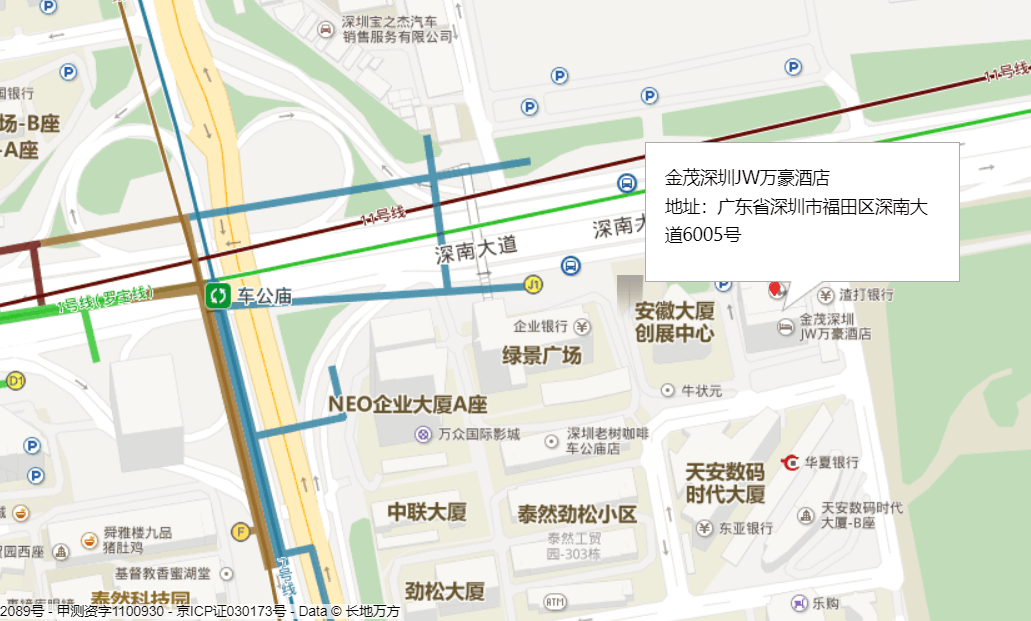 深圳宝之杰汽车
销售服务有限公司
P
P
P
P
P
P
国银行
场-B座
-A座
11号线
11号线
金茂深圳JW万豪酒店
地址：广东省深圳市福田区深南大
道6005号
深南大道
深南大
1号线(罗宝线)
车公庙
J1
P
安徽大厦
创展中心
渣打银行
金茂深圳
JW万豪酒店
企业银行
绿景广场
D1
牛状元
NEO企业大厦A座
万众国际影城
深圳老树咖啡
车公庙店
P
P
华夏银行
天安数码
时代大厦
中联大厦
泰然劲松小区
天安数码时代
大厦-B座
城
F
舜雅楼九品
猪肚鸡
东亚银行
泰然工贸
园-303栋
贸园西座
基督教香蜜湖堂
号线
劲松大厦
泰然科技园
ATM
乐购
2089号 - 甲测资字1100930 - 京ICP证030173号 - Data © 长地万方